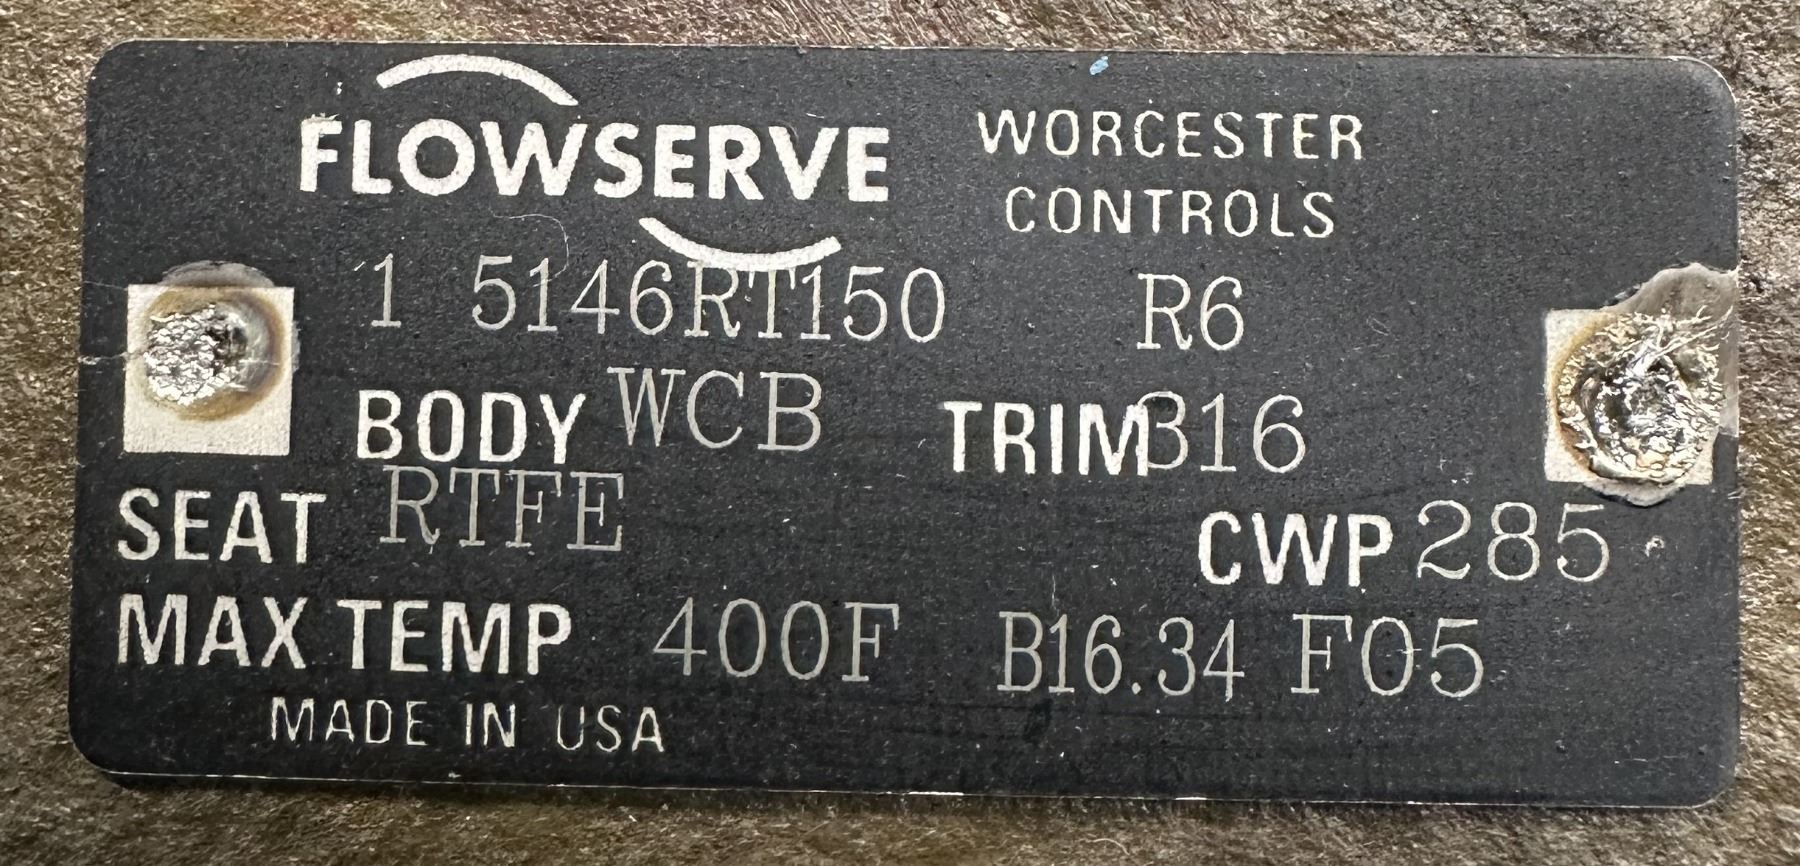 FLOWSERVE WORCESTER CONTROLS
1 5146RT150 R6
BODY WCB TRIM 316
SEAT RTFE CWP 285
MAX TEMP 400F B16.34 F05
MADE IN USA